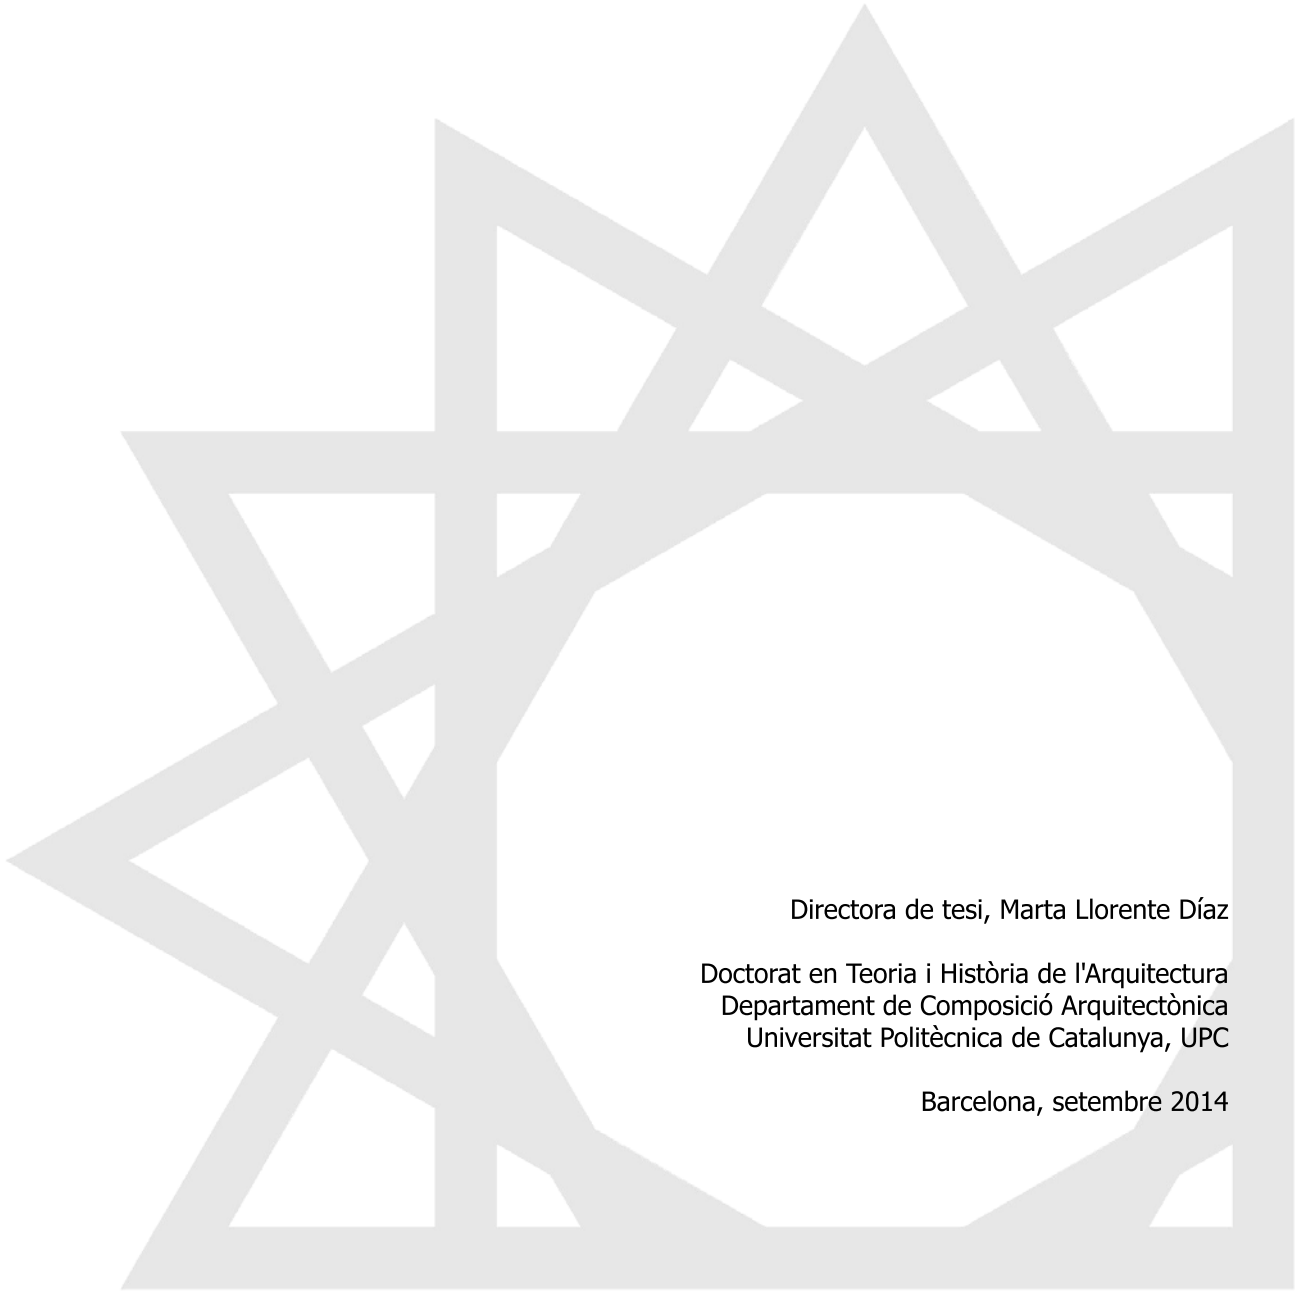 Directora de tesi, Marta Llorente Díaz
Doctorat en Teoria i Història de l'Arquitectura
Departament de Composició Arquitectònica
Universitat Politècnica de Catalunya, UPC
Barcelona, setembre 2014